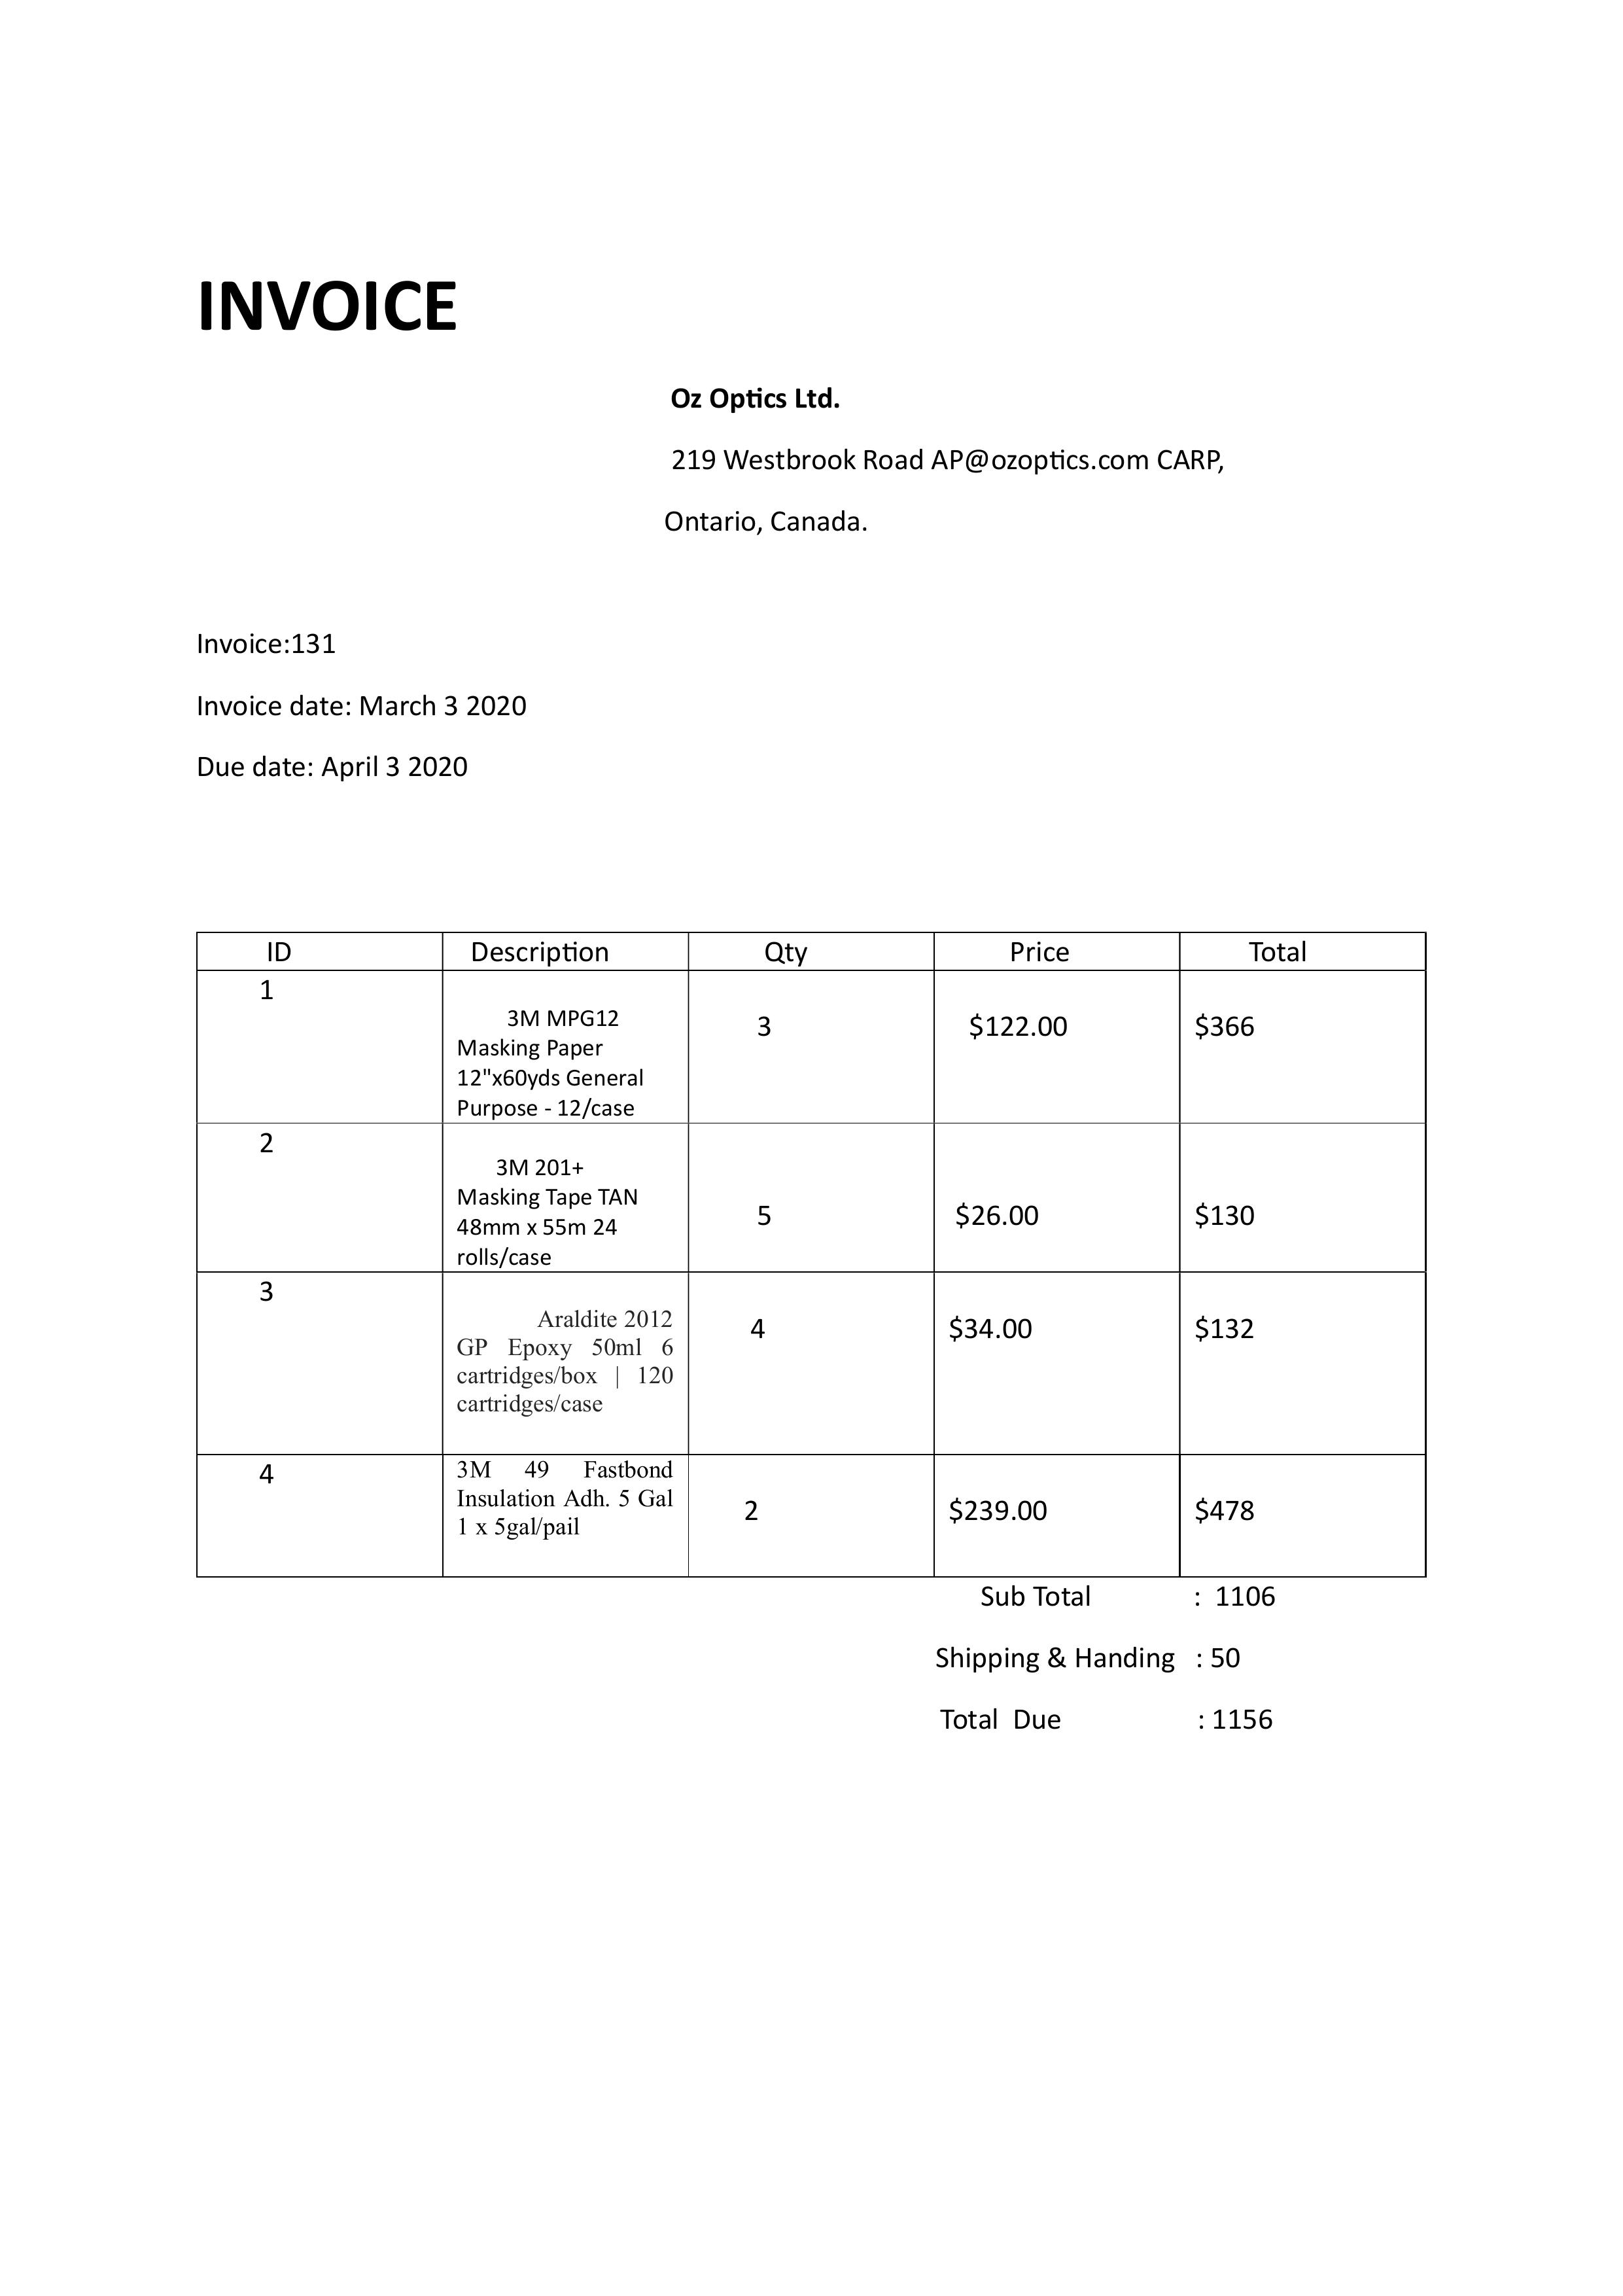 INVOICE
Oz Optics Ltd.
219 Westbrook Road AP@ozoptics.com CARP,
Ontario, Canada.
Invoice:131
Invoice date: March 3 2020
Due date: April 3 2020
ID Description Qty Price Total
1
3M MPG12
Masking Paper
12"x60yds General
Purpose - 12/case
3 $122.00 $366
2
3M 201+
Masking Tape TAN
48mm x 55m 24
rolls/case
5 $26.00 $130
3
Araldite 2012
GP Epoxy 50ml 6
cartridges/box | 120
cartridges/case
4 $34.00 $132
4
3M 49 Fastbond
Insulation Adh. 5 Gal
1 x 5gal/pail
2 $239.00 $478
Sub Total : 1106
Shipping & Handing : 50
Total Due : 1156